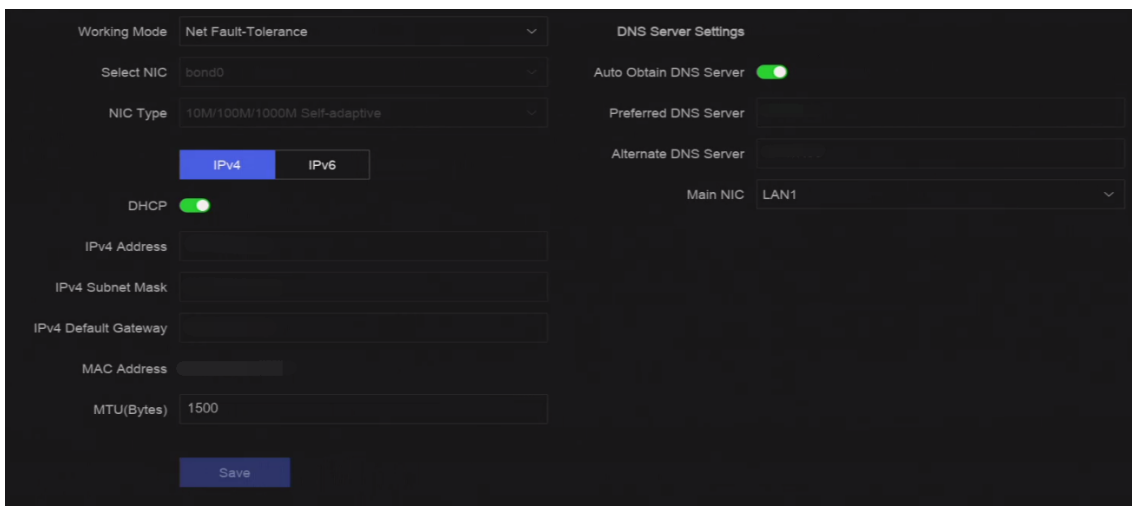 Working Mode Net Fault-Tolerance
Select NIC bond0
NIC Type 10M/100M/1000M Self-adaptive
IPv4 IPv6
DHCP
IPv4 Address
IPv4 Subnet Mask
IPv4 Default Gateway
MAC Address
MTU(Bytes) 1500
Save
DNS Server Settings
Auto Obtain DNS Server
Preferred DNS Server
Alternate DNS Server
Main NIC LAN1